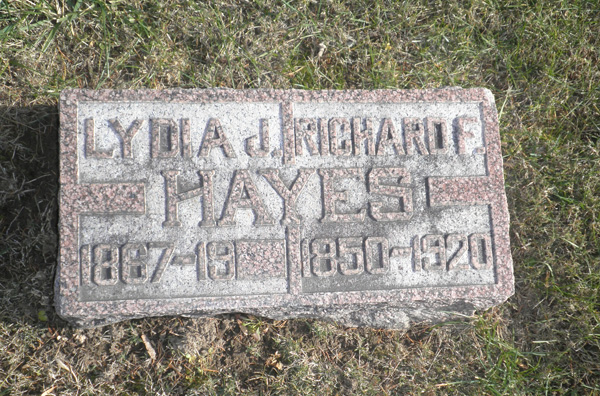 LYDIA J. RICHARD F.
HAYES
1867-19 1850-1920